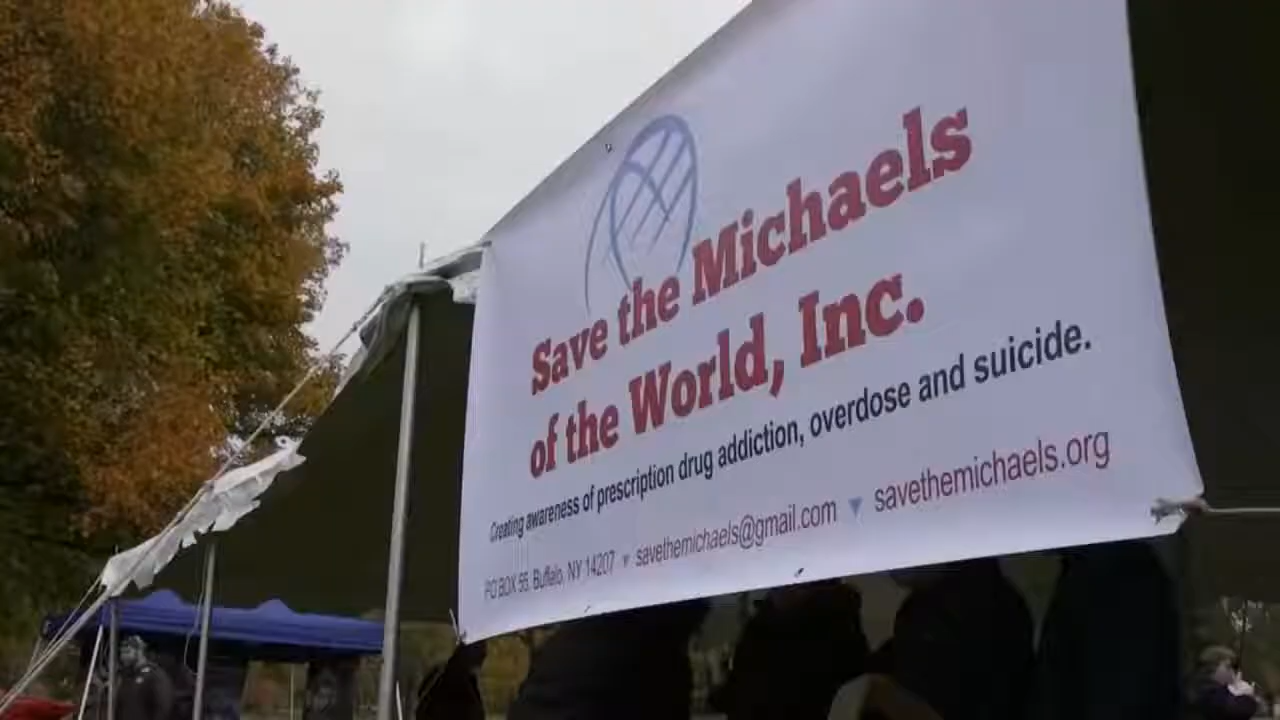 Save the Michaels
of the World, Inc.
Creating awareness of prescription drug addiction, overdose and suicide.
PO BOX 55, Buffalo, NY 14207 ▼ savethemichaels@gmail.com ▼ savethemichaels.org